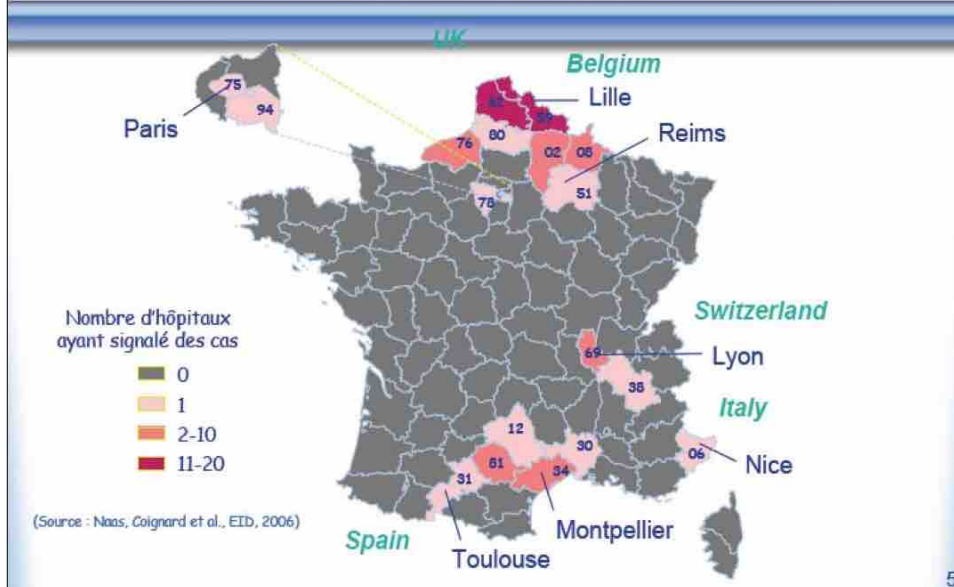 UK
Belgium
75
94
Paris
62
Lille
59
80
76
02
08
Reims
51
78
Switzerland
Nombre d'hôpitaux
ayant signalé des cas
0
1
2-10
11-20
69
Lyon
38
Italy
12
30
06
Nice
81
34
31
Montpellier
(Source : Naas, Coignard et al., EID, 2006)
Spain
Toulouse
5